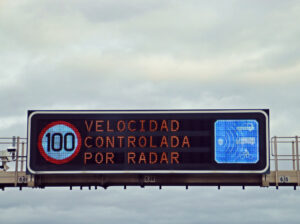 100
VELOCIDAD
CONTROLADA
POR RADAR